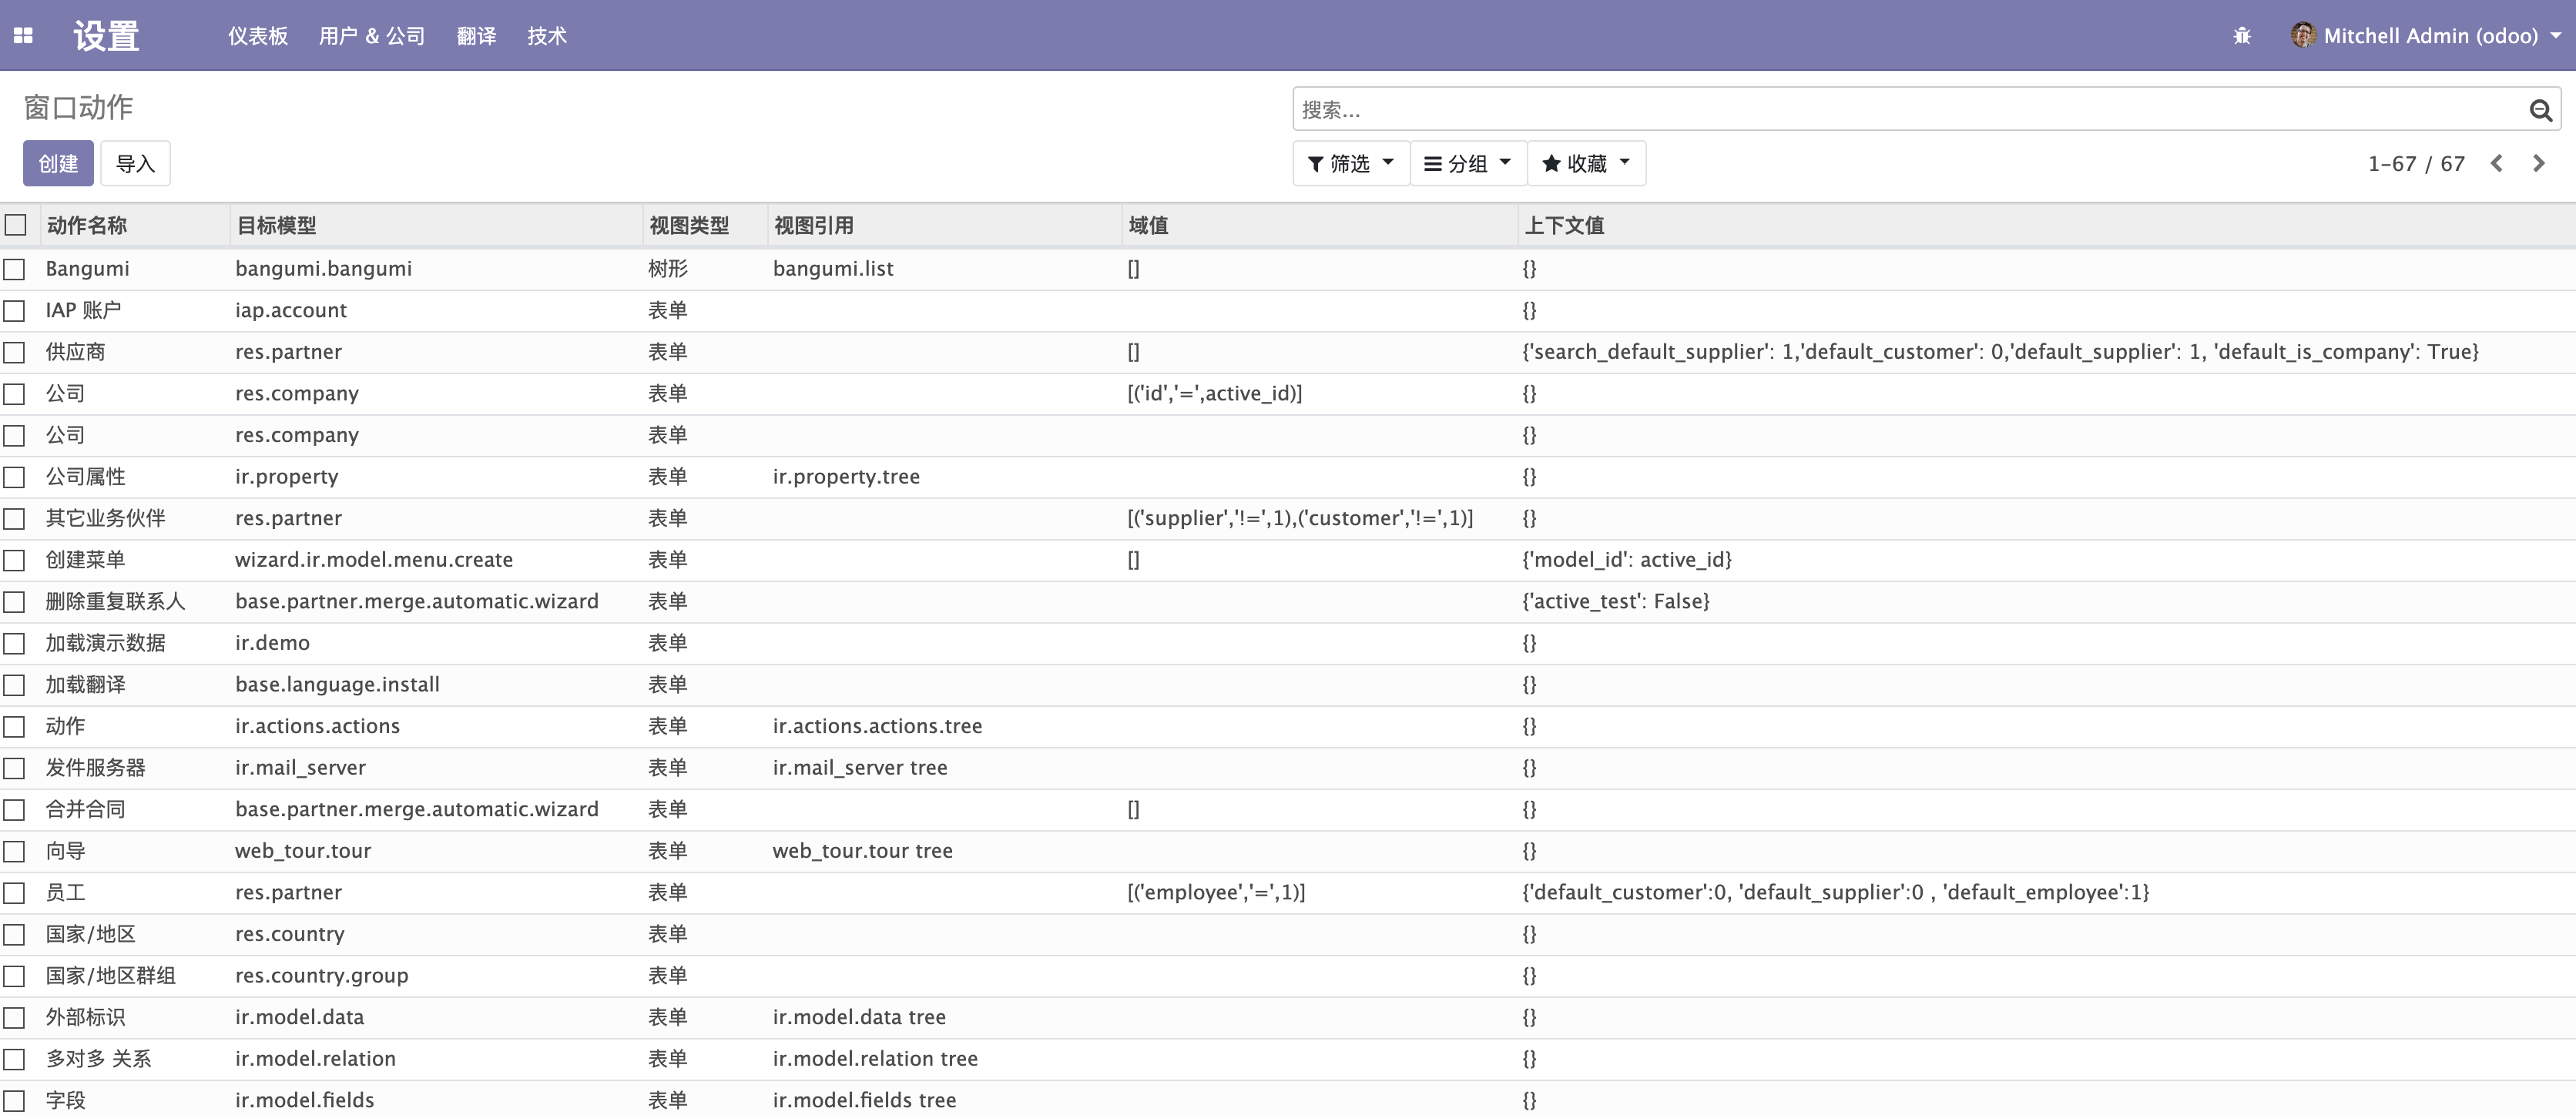 设置 仪表板 用户 & 公司 翻译 技术 Mitchell Admin (odoo)
窗口动作 搜索...
创建 导入 筛选 分组 收藏 1-67 / 67
动作名称 目标模型 视图类型 视图引用 域值 上下文值
Bangumi bangumi.bangumi 树形 bangumi.list [] {}
IAP 账户 iap.account 表单 {}
供应商 res.partner 表单 [] {'search_default_supplier': 1,'default_customer': 0,'default_supplier': 1, 'default_is_company': True}
公司 res.company 表单 [('id','=',active_id)] {}
公司 res.company 表单 {}
公司属性 ir.property 表单 ir.property.tree {}
其它业务伙伴 res.partner 表单 [('supplier','!=',1),('customer','!=',1)] {}
创建菜单 wizard.ir.model.menu.create 表单 [] {'model_id': active_id}
删除重复联系人 base.partner.merge.automatic.wizard 表单 {'active_test': False}
加载演示数据 ir.demo 表单 {}
加载翻译 base.language.install 表单 {}
动作 ir.actions.actions 表单 ir.actions.actions.tree {}
发件服务器 ir.mail_server 表单 ir.mail_server tree {}
合并合同 base.partner.merge.automatic.wizard 表单 [] {}
向导 web_tour.tour 表单 web_tour.tour tree {}
员工 res.partner 表单 [('employee','=',1)] {'default_customer':0, 'default_supplier':0 , 'default_employee':1}
国家/地区 res.country 表单 {}
国家/地区群组 res.country.group 表单 {}
外部标识 ir.model.data 表单 ir.model.data tree {}
多对多 关系 ir.model.relation 表单 ir.model.relation tree {}
字段 ir.model.fields 表单 ir.model.fields tree {}